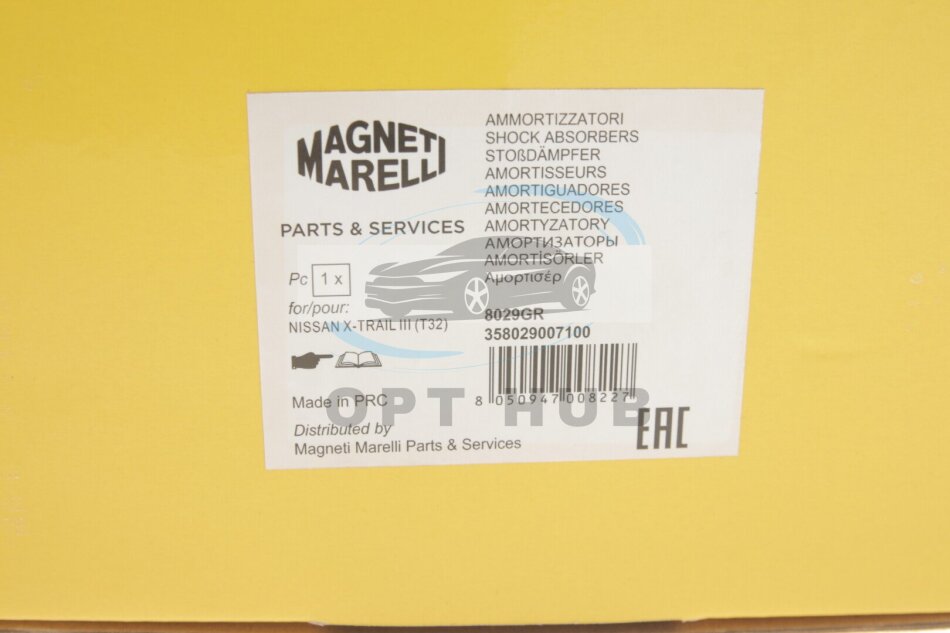 MAGNETI
MARELLI
PARTS & SERVICES
Pc 1 x
for/pour:
NISSAN X-TRAIL III (T32)
Made in PRC
Distributed by
Magneti Marelli Parts & Services
AMMORTIZZATORI
SHOCK ABSORBERS
STOßDÄMPFER
AMORTISSEURS
AMORTIGUADORES
AMORTECEDORES
AMORTYZATORY
АМОРТИЗАТОРЫ
AMORTİSÖRLER
Αμορτισέρ
8029GR
358029007100
8 050947 008227
EAC
OPT HUB